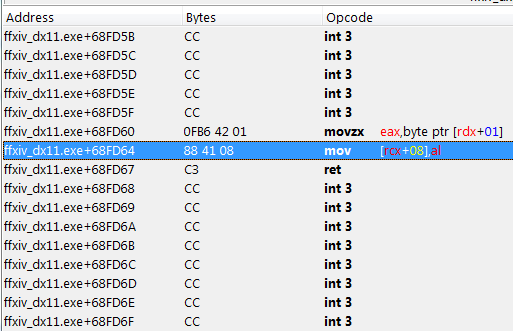 Address Bytes Opcode
ffxiv_dx11.exe+68FD5B CC int 3
ffxiv_dx11.exe+68FD5C CC int 3
ffxiv_dx11.exe+68FD5D CC int 3
ffxiv_dx11.exe+68FD5E CC int 3
ffxiv_dx11.exe+68FD5F CC int 3
ffxiv_dx11.exe+68FD60 0FB6 42 01 movzx eax,byte ptr [rdx+01]
ffxiv_dx11.exe+68FD64 88 41 08 mov [rcx+08],al
ffxiv_dx11.exe+68FD67 C3 ret
ffxiv_dx11.exe+68FD68 CC int 3
ffxiv_dx11.exe+68FD69 CC int 3
ffxiv_dx11.exe+68FD6A CC int 3
ffxiv_dx11.exe+68FD6B CC int 3
ffxiv_dx11.exe+68FD6C CC int 3
ffxiv_dx11.exe+68FD6D CC int 3
ffxiv_dx11.exe+68FD6E CC int 3
ffxiv_dx11.exe+68FD6F CC int 3